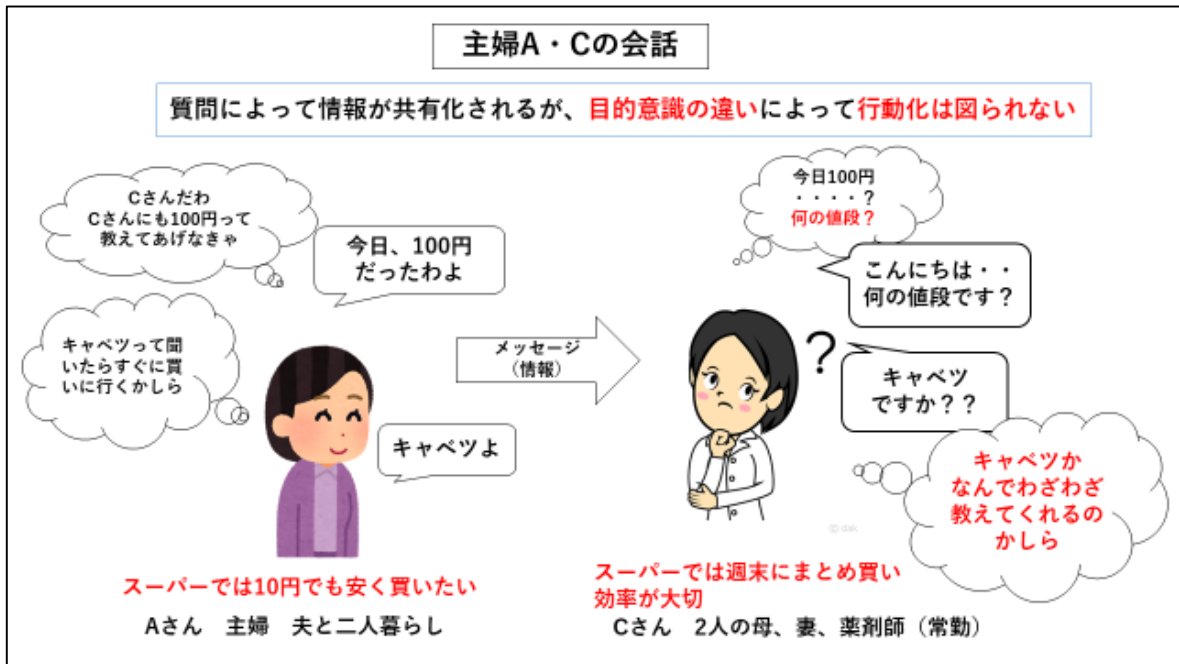 主婦A・Cの会話
質問によって情報が共有化されるが、目的意識の違いによって行動化は図られない
Cさんだわ
Cさんにも100円って
教えてあげなきゃ
今日、100円
だったわよ
キャベツって聞
いたらすぐに買
いに行くかしら
キャベツよ
メッセージ
（情報）
今日100円
・・・・？
何の値段？
こんにちは・・
何の値段です？
?
キャベツ
ですか？？
キャベツか
なんでわざわざ
教えてくれるの
かしら
© dak
スーパーでは10円でも安く買いたい
Aさん　主婦　夫と二人暮らし
スーパーでは週末にまとめ買い
効率が大切
Cさん　2人の母、妻、薬剤師（常勤）